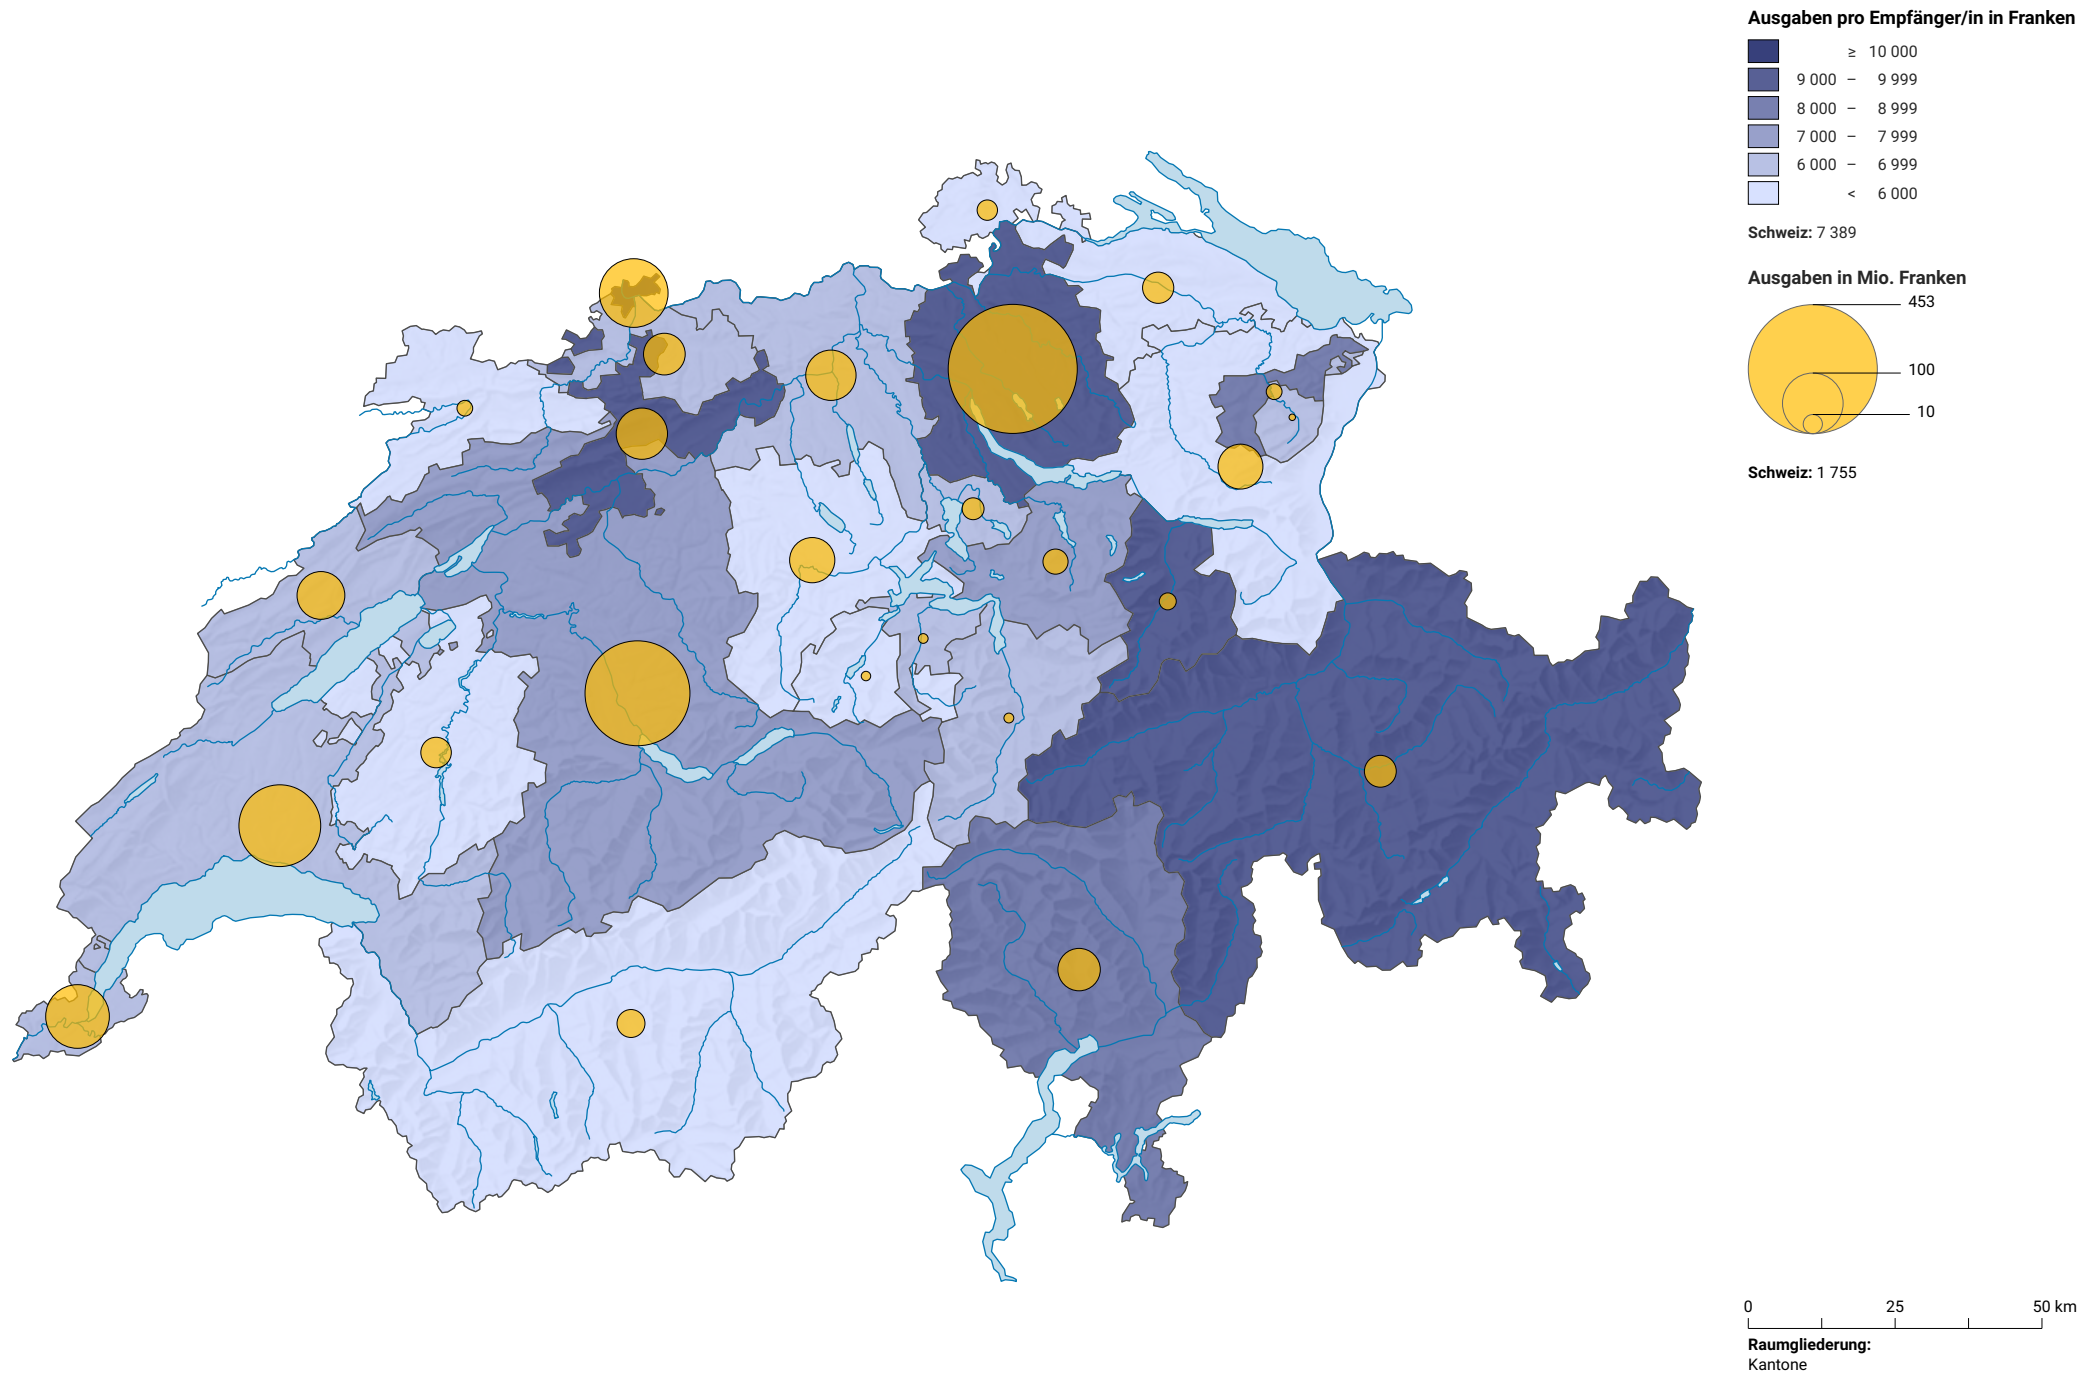 Ausgaben pro Empfänger/in in Franken
≥ 10 000
9 000 – 9 999
8 000 – 8 999
7 000 – 7 999
6 000 – 6 999
< 6 000
Schweiz: 7 389
Ausgaben in Mio. Franken
453
100
10
Schweiz: 1 755
0 25 50 km
Raumgliederung:
Kantone